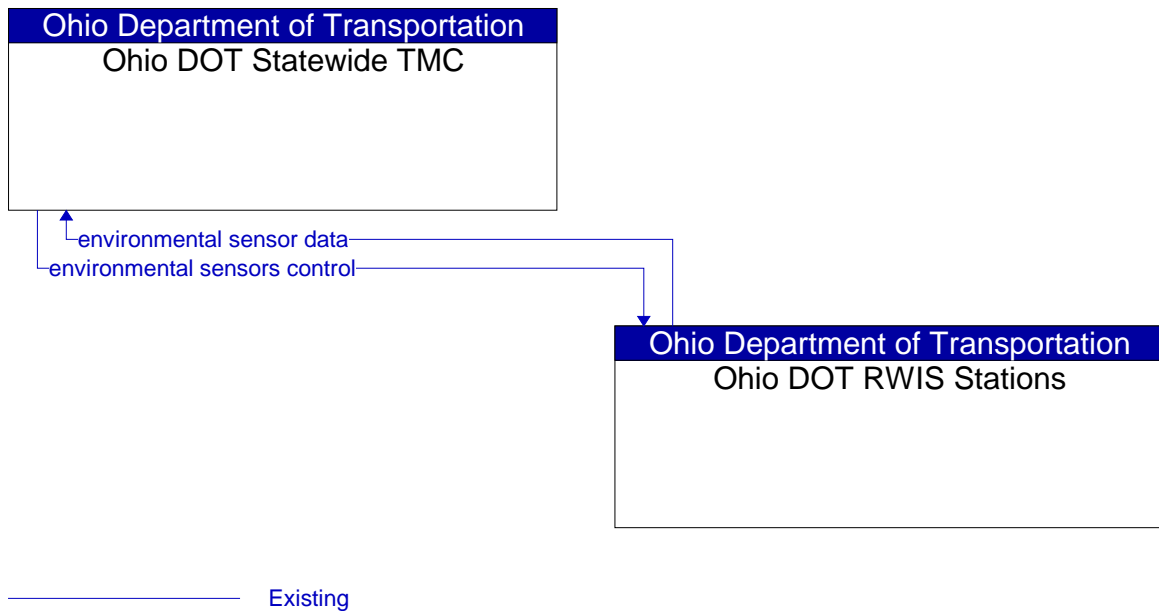 Ohio Department of Transportation
Ohio DOT Statewide TMC
environmental sensor data
environmental sensors control
Ohio Department of Transportation
Ohio DOT RWIS Stations
Existing